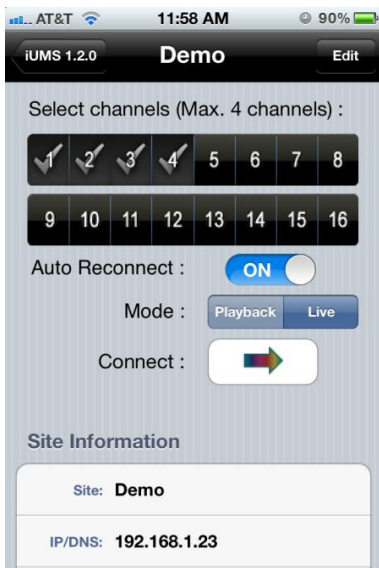 AT&T 11:58 AM 90%
iUMS 1.2.0 Demo Edit
Select channels (Max. 4 channels) :
1 2 3 4 5 6 7 8
9 10 11 12 13 14 15 16
Auto Reconnect : ON
Mode : Playback Live
Connect :
Site Information
Site: Demo
IP/DNS: 192.168.1.23